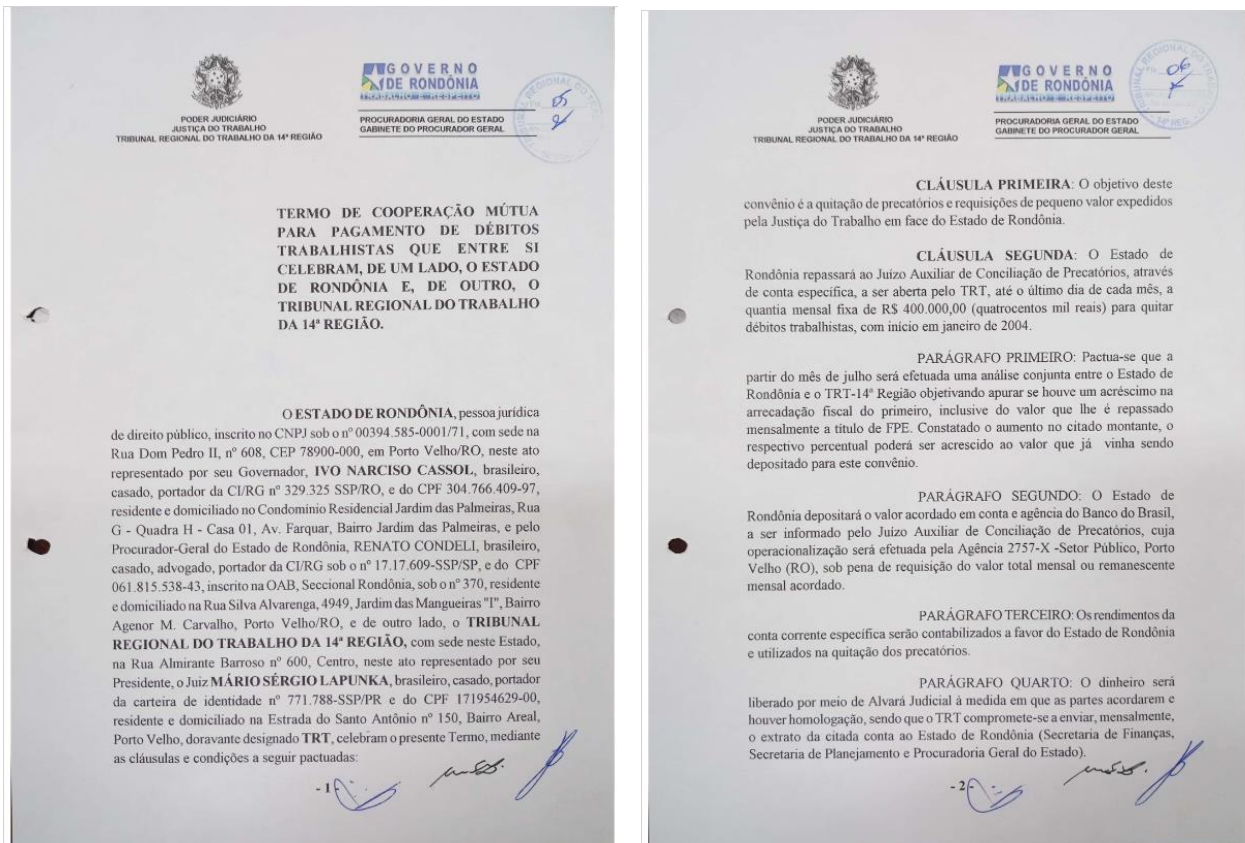 PODER JUDICIÁRIO
JUSTIÇA DO TRABALHO
TRIBUNAL REGIONAL DO TRABALHO DA 14ª REGIÃO
GOVERNO
DE RONDÔNIA
TRABALHO E RESPEITO
PROCURADORIA GERAL DO ESTADO
GABINETE DO PROCURADOR GERAL
05
TERMO DE COOPERAÇÃO MÚTUA
PARA PAGAMENTO DE DÉBITOS
TRABALHISTAS QUE ENTRE SI
CELEBRAM, DE UM LADO, O ESTADO
DE RONDÔNIA E, DE OUTRO, O
TRIBUNAL REGIONAL DO TRABALHO
DA 14ª REGIÃO.
O ESTADO DE RONDÔNIA, pessoa jurídica
de direito público, inscrito no CNPJ sob o nº 00394.585-0001/71, com sede na
Rua Dom Pedro II, nº 608, CEP 78900-000, em Porto Velho/RO, neste ato
representado por seu Governador, IVO NARCISO CASSOL, brasileiro,
casado, portador da CI/RG nº 329.325 SSP/RO, e do CPF 304.766.409-97,
residente e domiciliado no Condomínio Residencial Jardim das Palmeiras, Rua
G - Quadra H - Casa 01, Av. Farquar, Bairro Jardim das Palmeiras, e pelo
Procurador-Geral do Estado de Rondônia, RENATO CONDELI, brasileiro,
casado, advogado, portador da CI/RG sob o nº 17.17.609-SSP/SP, e do CPF
061.815.538-43, inscrito na OAB, Seccional Rondônia, sob o nº 370, residente
e domiciliado na Rua Silva Alvarenga, 4949, Jardim das Mangueiras "I", Bairro
Agenor M. Carvalho, Porto Velho/RO, e de outro lado, o TRIBUNAL
REGIONAL DO TRABALHO DA 14ª REGIÃO, com sede neste Estado,
na Rua Almirante Barroso nº 600, Centro, neste ato representado por seu
Presidente, o Juiz MÁRIO SÉRGIO LAPUNKA, brasileiro, casado, portador
da carteira de identidade nº 771.788-SSP/PR e do CPF 171954629-00,
residente e domiciliado na Estrada do Santo Antônio nº 150, Bairro Areal,
Porto Velho, doravante designado TRT, celebram o presente Termo, mediante
as cláusulas e condições a seguir pactuadas:
- 1 -
PODER JUDICIÁRIO
JUSTIÇA DO TRABALHO
TRIBUNAL REGIONAL DO TRABALHO DA 14ª REGIÃO
GOVERNO
DE RONDÔNIA
TRABALHO E RESPEITO
PROCURADORIA GERAL DO ESTADO
GABINETE DO PROCURADOR GERAL
06
CLÁUSULA PRIMEIRA: O objetivo deste
convênio é a quitação de precatórios e requisições de pequeno valor expedidos
pela Justiça do Trabalho em face do Estado de Rondônia.
CLÁUSULA SEGUNDA: O Estado de
Rondônia repassará ao Juízo Auxiliar de Conciliação de Precatórios, através
de conta específica, a ser aberta pelo TRT, até o último dia de cada mês, a
quantia mensal fixa de R$ 400.000,00 (quatrocentos mil reais) para quitar
débitos trabalhistas, com início em janeiro de 2004.
PARÁGRAFO PRIMEIRO: Pactua-se que a
partir do mês de julho será efetuada uma análise conjunta entre o Estado de
Rondônia e o TRT-14ª Região objetivando apurar se houve um acréscimo na
arrecadação fiscal do primeiro, inclusive do valor que lhe é repassado
mensalmente a título de FPE. Constatado o aumento no citado montante, o
respectivo percentual poderá ser acrescido ao valor que já vinha sendo
depositado para este convênio.
PARÁGRAFO SEGUNDO: O Estado de
Rondônia depositará o valor acordado em conta e agência do Banco do Brasil,
a ser informado pelo Juízo Auxiliar de Conciliação de Precatórios, cuja
operacionalização será efetuada pela Agência 2757-X -Setor Público, Porto
Velho (RO), sob pena de requisição do valor total mensal ou remanescente
mensal acordado.
PARÁGRAFO TERCEIRO: Os rendimentos da
conta corrente específica serão contabilizados a favor do Estado de Rondônia
e utilizados na quitação dos precatórios.
PARÁGRAFO QUARTO: O dinheiro será
liberado por meio de Alvará Judicial à medida em que as partes acordarem e
houver homologação, sendo que o TRT compromete-se a enviar, mensalmente,
o extrato da citada conta ao Estado de Rondônia (Secretaria de Finanças,
Secretaria de Planejamento e Procuradoria Geral do Estado).
- 2 -